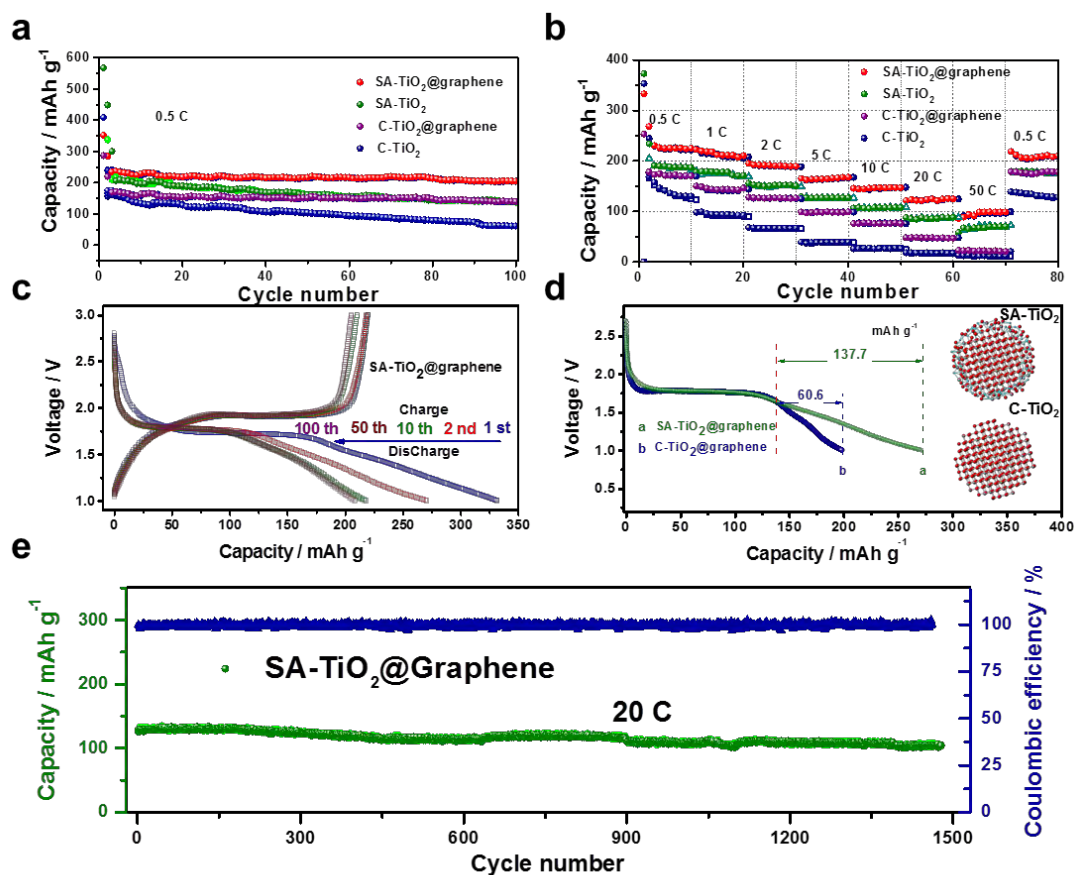 a
600
500
400
300
200
100
0
Capacity / mAh g⁻¹
0.5 C
SA-TiO₂@graphene
SA-TiO₂
C-TiO₂@graphene
C-TiO₂
0 20 40 60 80 100
Cycle number
b
400
300
200
100
0
Capacity / mAh g⁻¹
SA-TiO₂@graphene
SA-TiO₂
C-TiO₂@graphene
C-TiO₂
0.5 C
1 C
2 C
5 C
10 C
20 C
50 C
0.5 C
0 20 40 60 80
Cycle number
c
3.0
2.5
2.0
1.5
1.0
Voltage / V
SA-TiO₂@graphene
Charge
100 th 50 th 10 th 2 nd 1 st
DisCharge
0 50 100 150 200 250 300 350
Capacity / mAh g⁻¹
d
2.5
2.0
1.5
1.0
0.5
Voltage / V
mAh g⁻¹
137.7
60.6
a SA-TiO₂@graphene
b C-TiO₂@graphene
b
a
SA-TiO₂
C-TiO₂
0 50 100 150 200 250 300 350 400
Capacity / mAh g⁻¹
e
300
200
100
0
Capacity / mAh g⁻¹
SA-TiO₂@Graphene
20 C
100
75
50
25
0
Coulombic efficiency / %
0 300 600 900 1200 1500
Cycle number